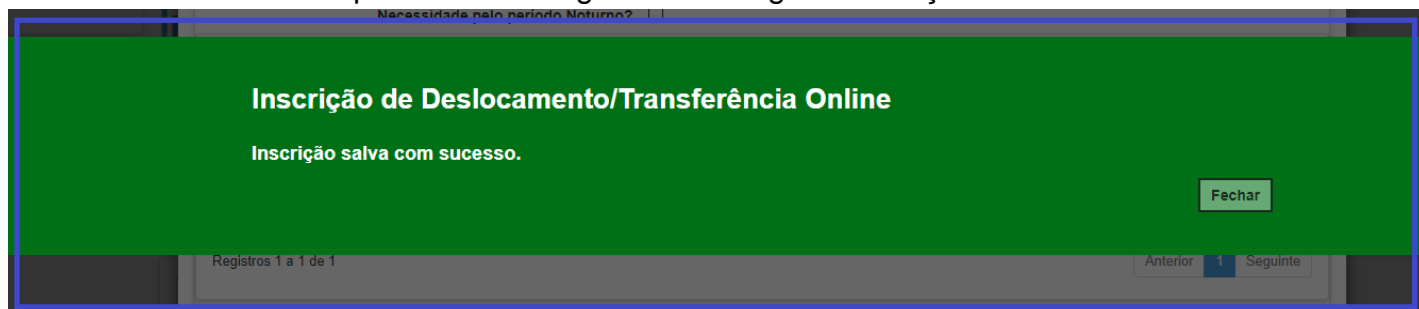 Necessidade pelo período Noturno?
Inscrição de Deslocamento/Transferência Online
Inscrição salva com sucesso.
Fechar
Registros 1 a 1 de 1
Anterior 1 Seguinte